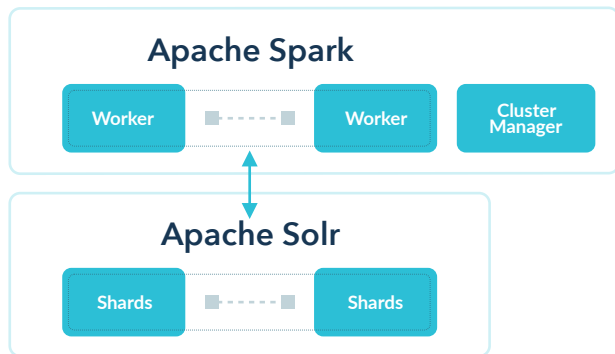 Apache Spark
Worker
Worker
Cluster
Manager
Apache Solr
Shards
Shards